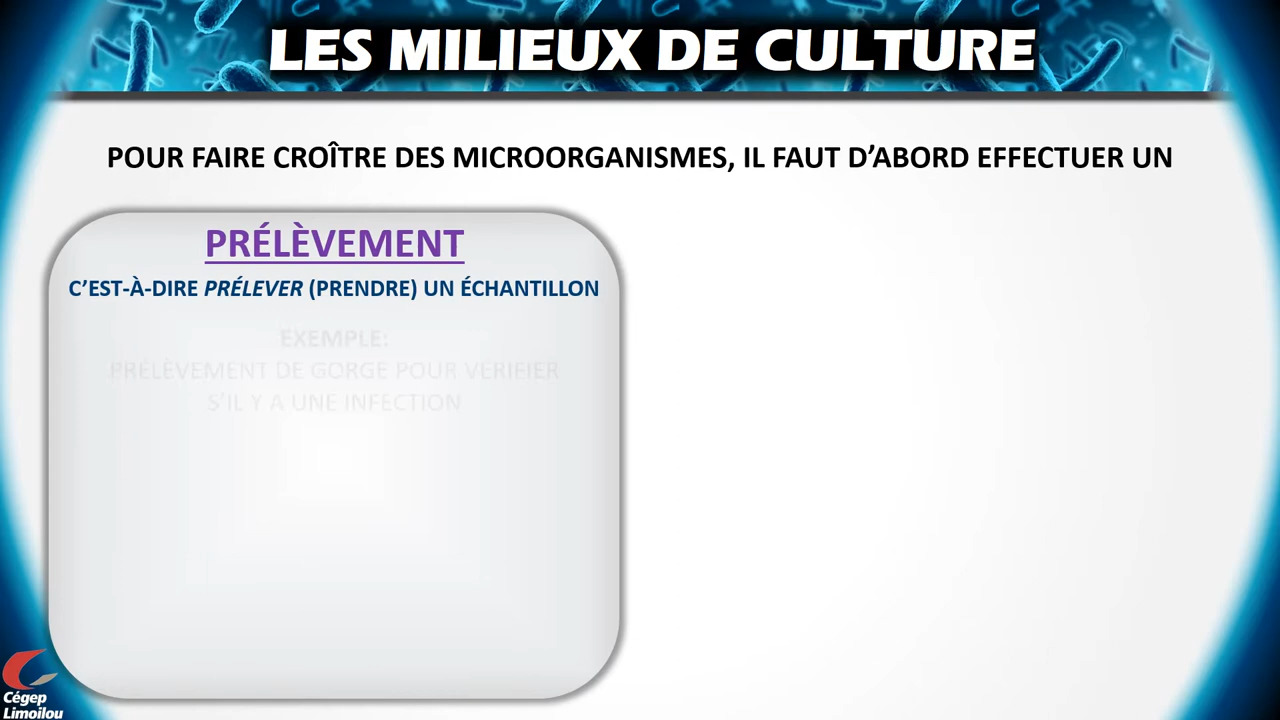 LES MILIEUX DE CULTURE
POUR FAIRE CROÎTRE DES MICROORGANISMES, IL FAUT D’ABORD EFFECTUER UN
PRÉLÈVEMENT
C’EST-À-DIRE PRÉLEVER (PRENDRE) UN ÉCHANTILLON
EXEMPLE:
PRÉLÈVEMENT DE GORGE POUR VÉRIFIER
S’IL Y A UNE INFECTION
Cégep
Limoilou